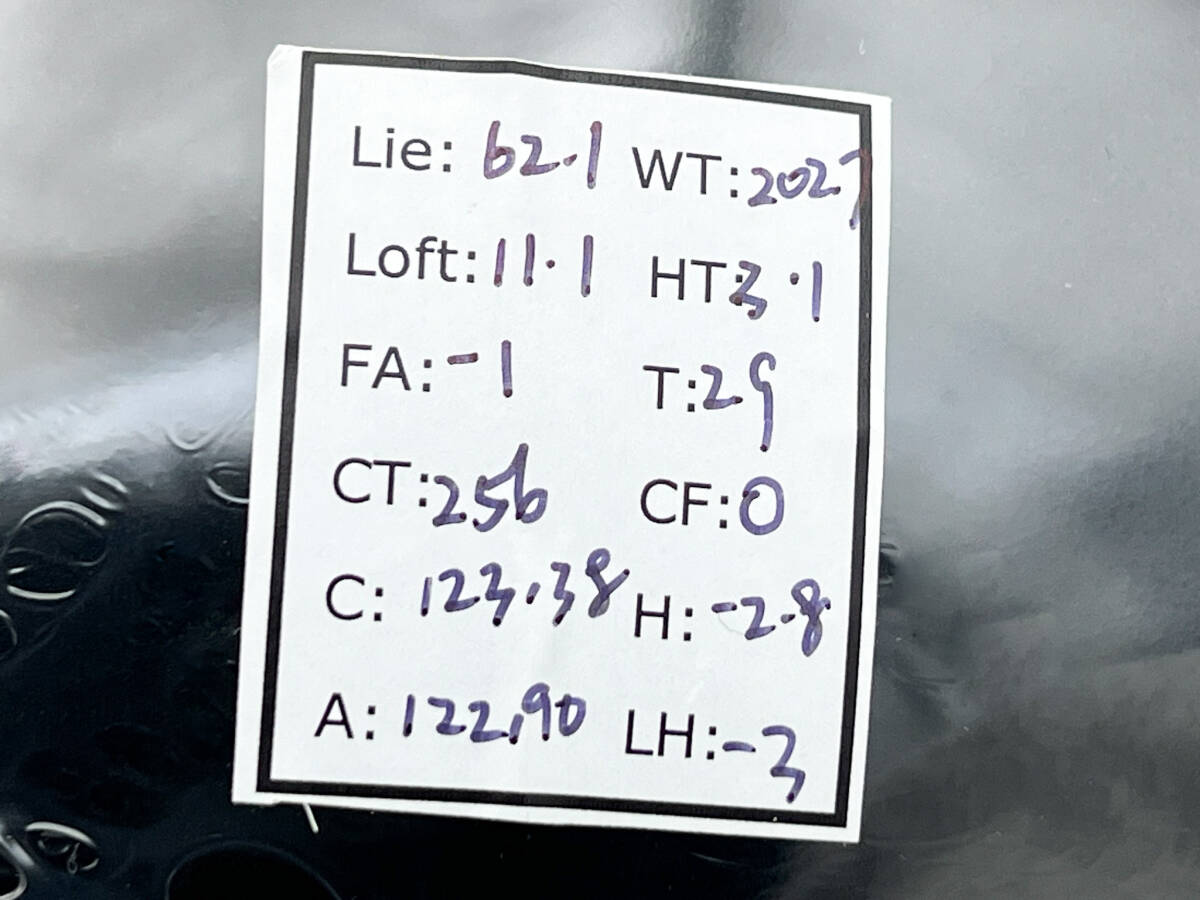 Lie: 62.1 WT: 202.7
Loft: 11.1 HT: 3.1
FA: -1 T: 29
CT: 256 CF: 0
C: 123.38 H: -2.8
A: 122.90 LH: -3